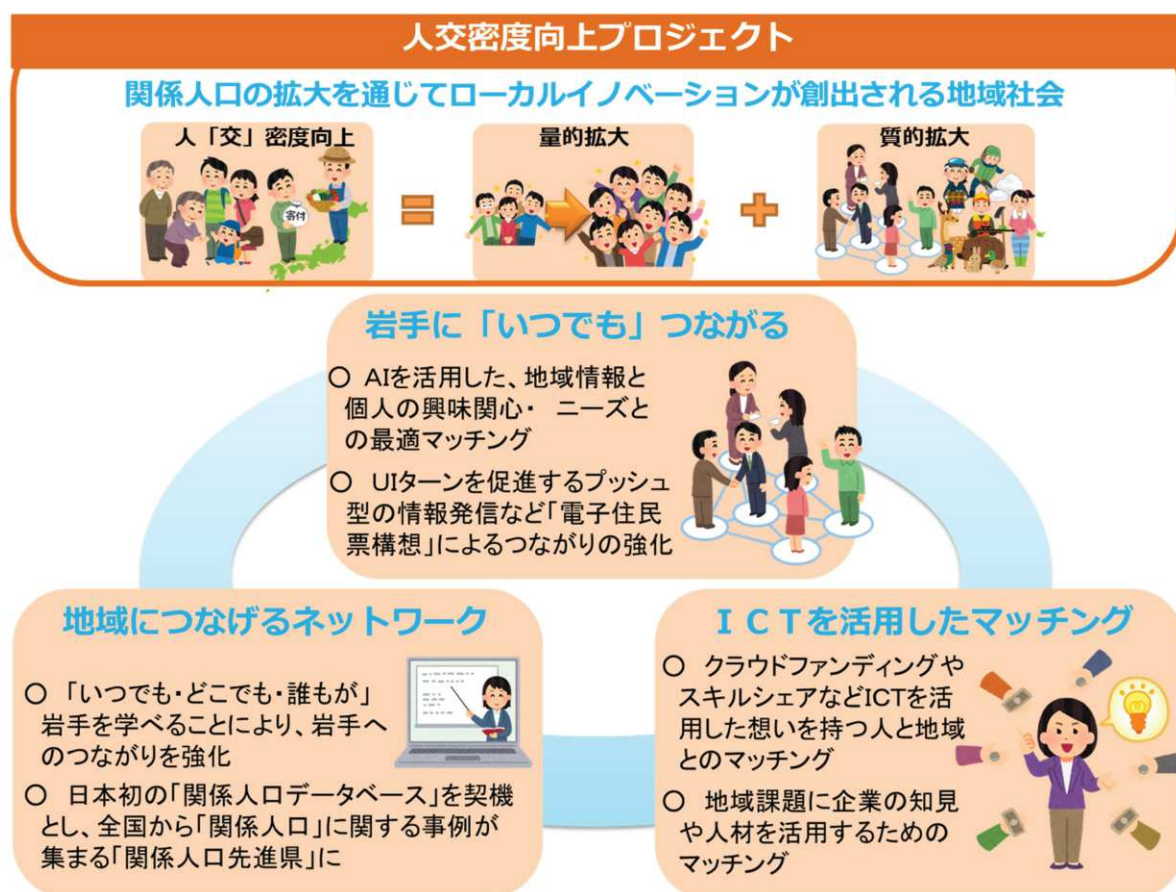 人交密度向上プロジェクト
関係人口の拡大を通じてローカルイノベーションが創出される地域社会
人「交」密度向上
寄付
=
量的拡大
+
質的拡大
岩手に「いつでも」つながる
○ AIを活用した、地域情報と
個人の興味関心・ ニーズと
の最適マッチング
○ UIターンを促進するプッシュ
型の情報発信など「電子住民
票構想」によるつながりの強化
地域につなげるネットワーク
○ 「いつでも・どこでも・誰もが」
岩手を学べることにより、岩手へ
のつながりを強化
○ 日本初の「関係人口データベース」を契機
とし、全国から「関係人口」に関する事例が
集まる「関係人口先進県」に
ＩＣＴを活用したマッチング
○ クラウドファンディングや
スキルシェアなどICTを活
用した想いを持つ人と地域
とのマッチング
○ 地域課題に企業の知見
や人材を活用するための
マッチング